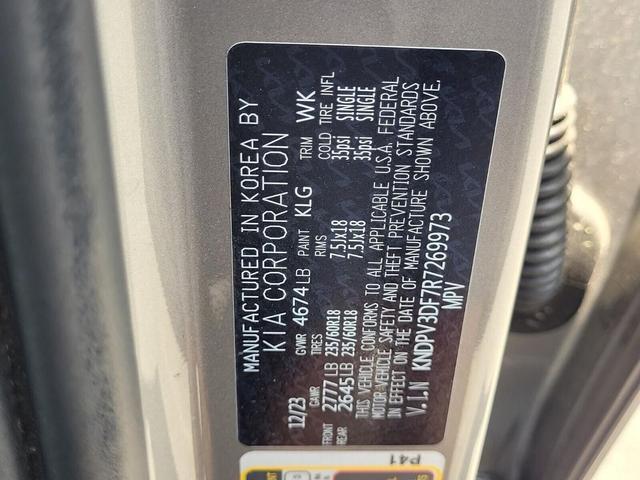 MANUFACTURED IN KOREA BY
KIA CORPORATION
12/23 GVWR 4674 LB PAINT KLG TRIM WK
GAWR TIRES RIMS COLD TIRE INFL
FRONT 2777 LB 235/60R18 7.5Jx18 35psi SINGLE
REAR 2645 LB 235/60R18 7.5Jx18 35psi SINGLE
THIS VEHICLE CONFORMS TO ALL APPLICABLE U.S.A. FEDERAL
MOTOR VEHICLE SAFETY AND THEFT PREVENTION STANDARDS
IN EFFECT ON THE DATE OF MANUFACTURE SHOWN ABOVE.
V.I.N KNDPV3DF7R7269973
MPV
P41